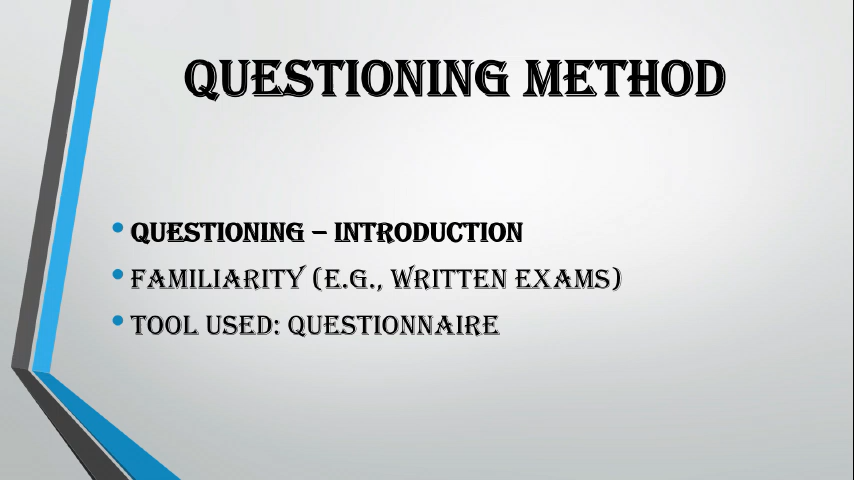 QUESTIONING METHOD
• QUESTIONING – INTRODUCTION
• FAMILIARITY (E.G., WRITTEN EXAMS)
• TOOL USED: QUESTIONNAIRE